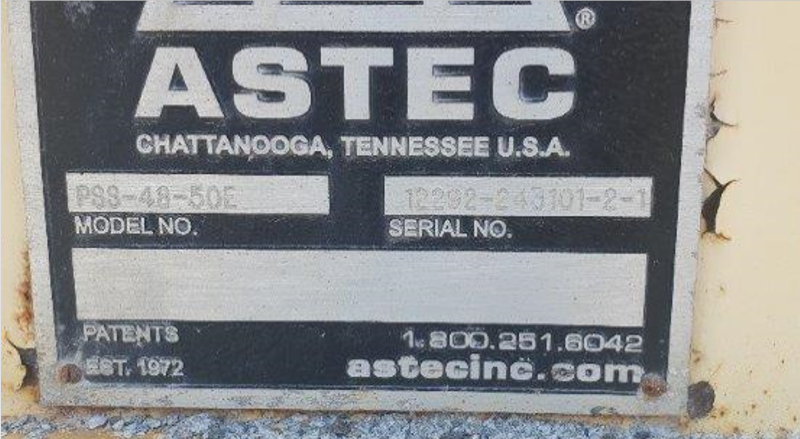 ®
ASTEC
CHATTANOOGA, TENNESSEE U.S.A.
PSS-48-50E 12292-243101-2-1
MODEL NO. SERIAL NO.
PATENTS 1.800.251.6042
EST. 1972 astecinc.com